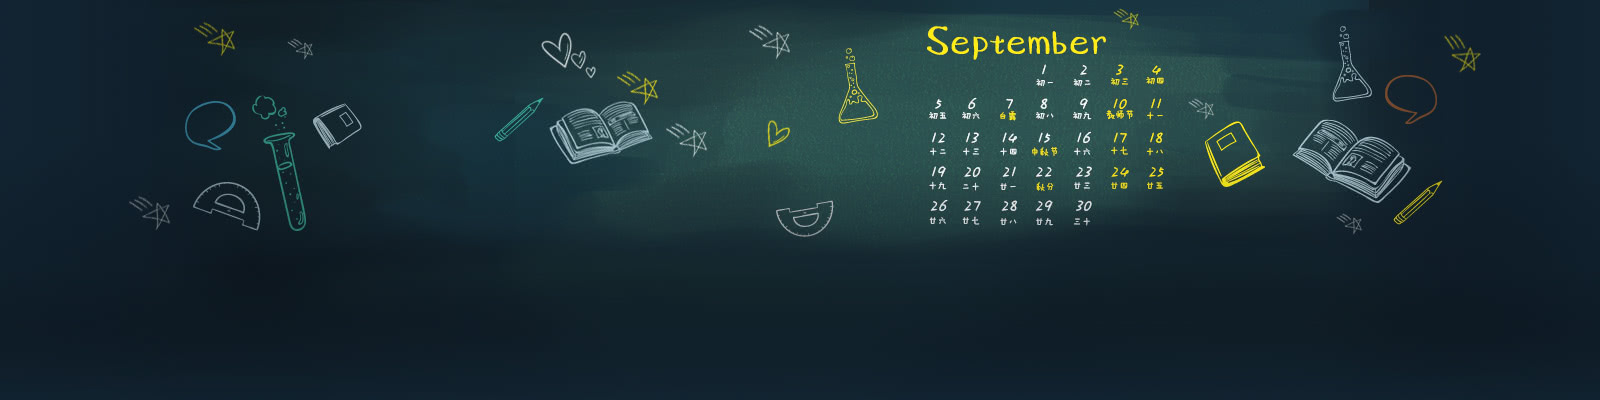 September
1 2 3 4
初一 初二 初三 初四
5 6 7 8 9 10 11
初五 初六 白露 初八 初九 教师节 十一
12 13 14 15 16 17 18
十二 十三 十四 中秋节 十六 十七 十八
19 20 21 22 23 24 25
十九 二十 廿一 秋分 廿三 廿四 廿五
26 27 28 29 30
廿六 廿七 廿八 廿九 三十